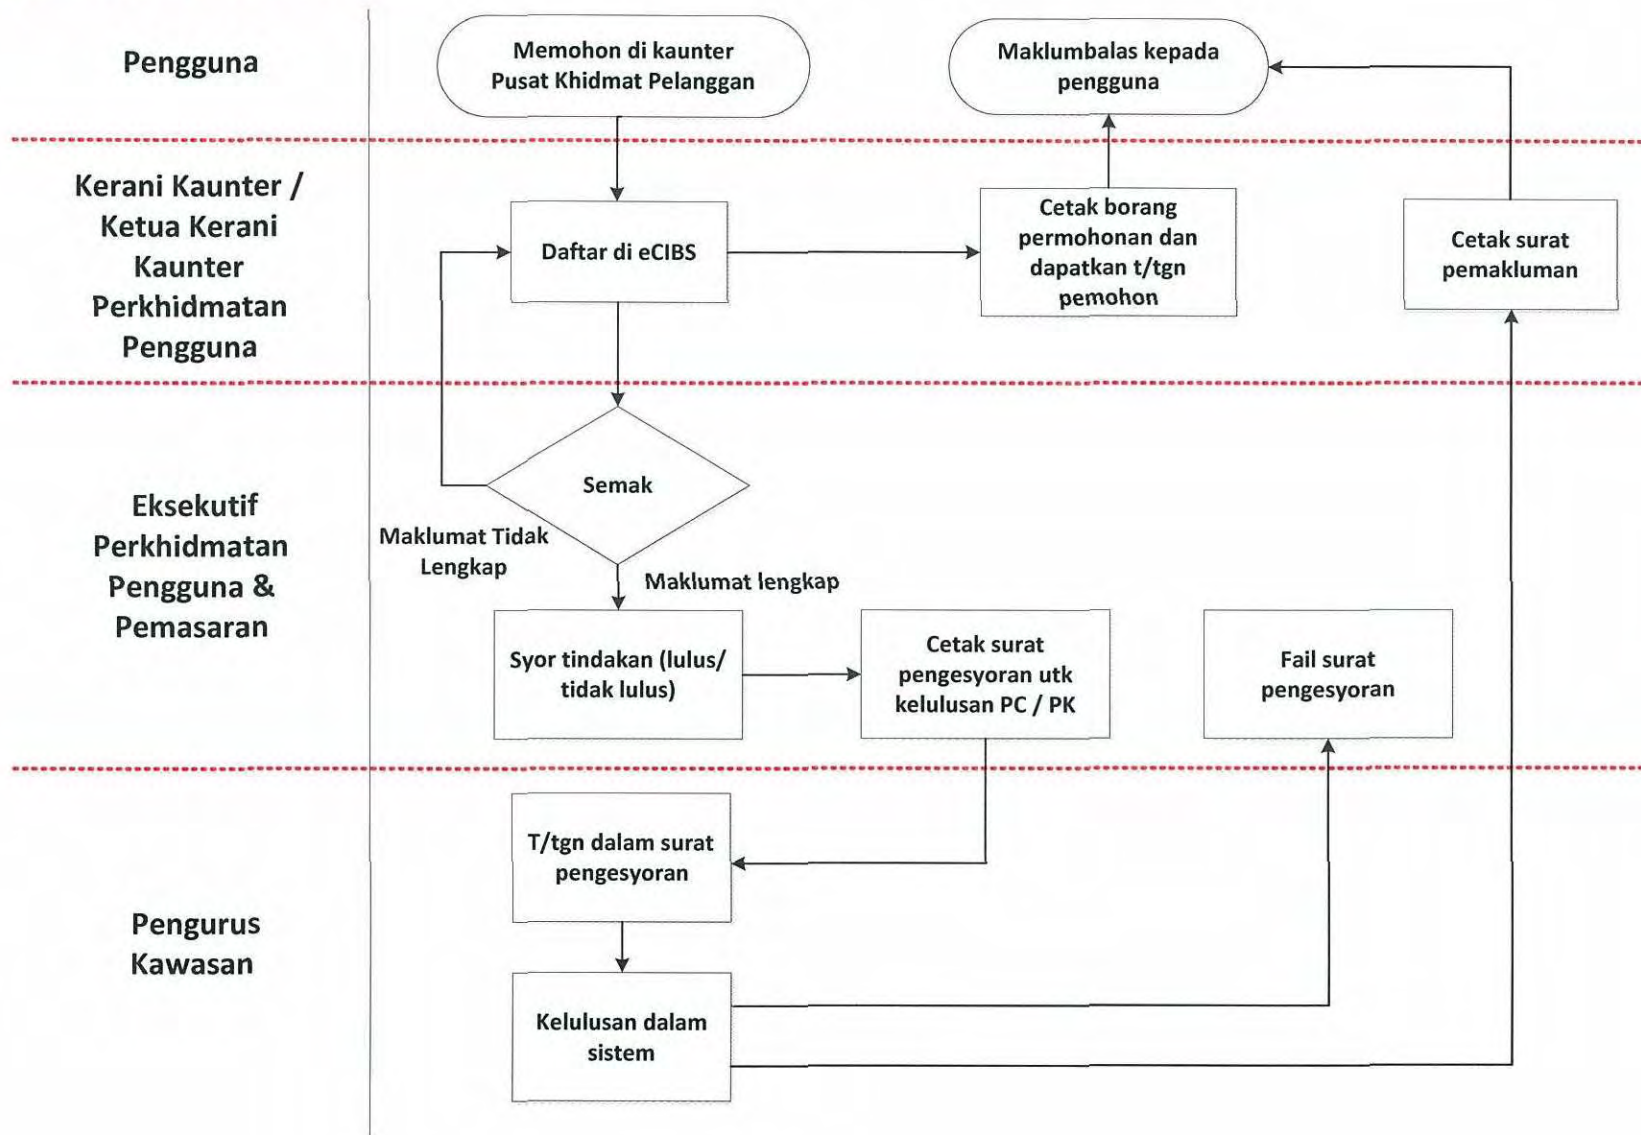 Pengguna
Memohon di kaunter
Pusat Khidmat Pelanggan
Maklumbalas kepada
pengguna
Kerani Kaunter /
Ketua Kerani
Kaunter
Perkhidmatan
Pengguna
Daftar di eCIBS
Cetak borang
permohonan dan
dapatkan t/tgn
pemohon
Cetak surat
pemakluman
Eksekutif
Perkhidmatan
Pengguna &
Pemasaran
Semak
Maklumat Tidak
Lengkap
Maklumat lengkap
Syor tindakan (lulus/
tidak lulus)
Cetak surat
pengesyoran utk
kelulusan PC / PK
Fail surat
pengesyoran
Pengurus
Kawasan
T/tgn dalam surat
pengesyoran
Kelulusan dalam
sistem